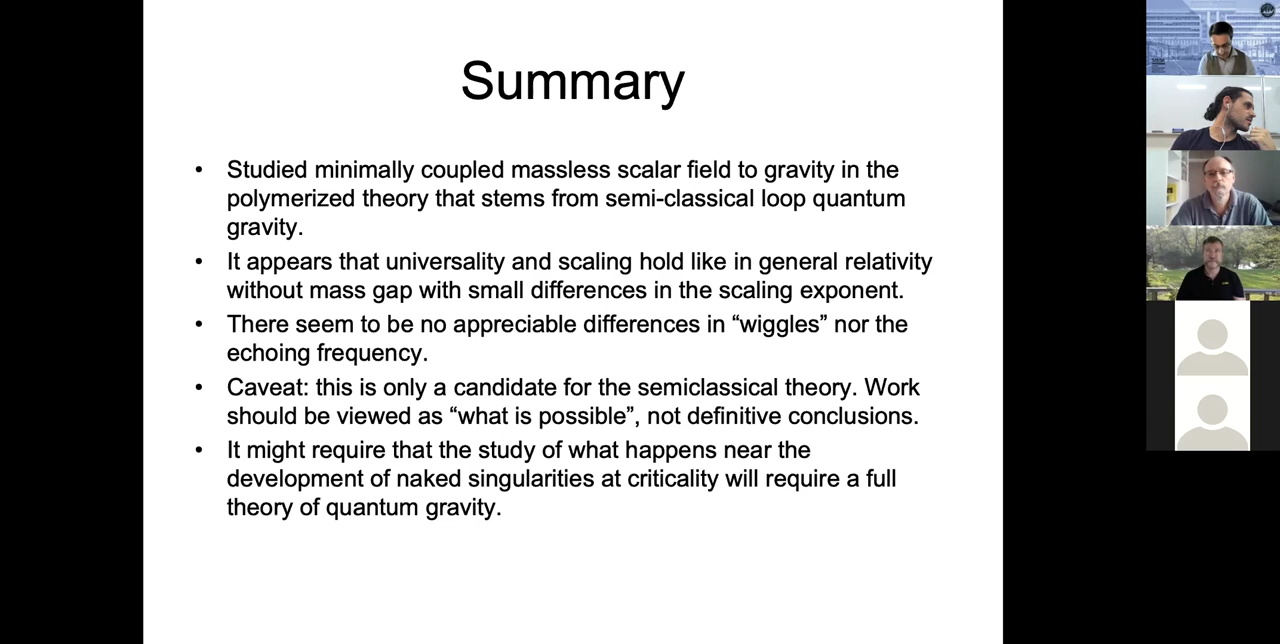 Summary
• Studied minimally coupled massless scalar field to gravity in the
polymerized theory that stems from semi-classical loop quantum
gravity.
• It appears that universality and scaling hold like in general relativity
without mass gap with small differences in the scaling exponent.
• There seem to be no appreciable differences in “wiggles” nor the
echoing frequency.
• Caveat: this is only a candidate for the semiclassical theory. Work
should be viewed as “what is possible”, not definitive conclusions.
• It might require that the study of what happens near the
development of naked singularities at criticality will require a full
theory of quantum gravity.